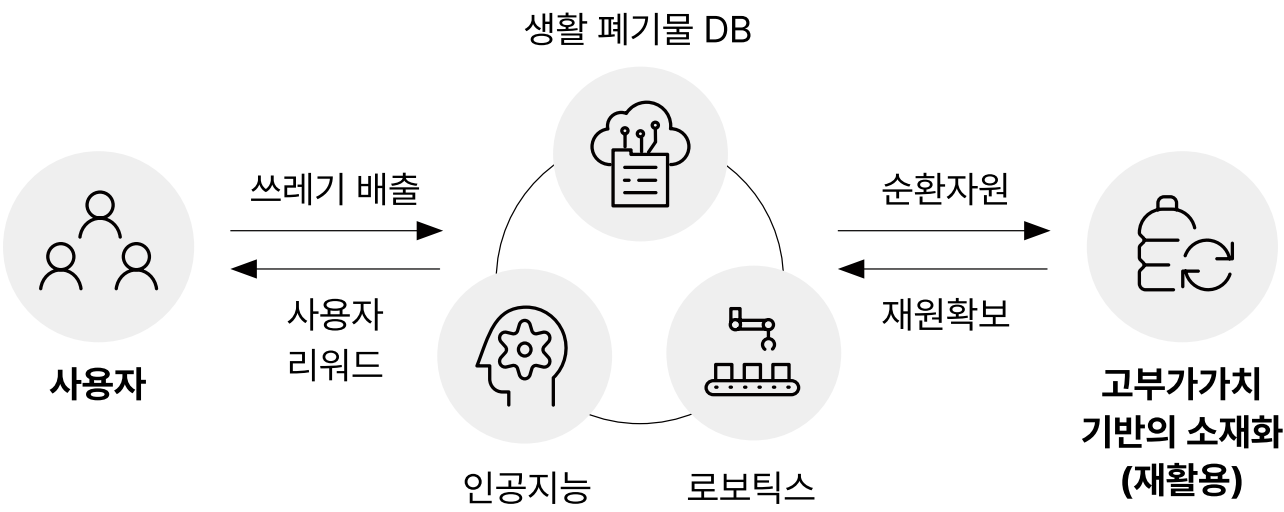 생활 폐기물 DB
쓰레기 배출
사용자
리워드
사용자
인공지능
로보틱스
순환자원
재원확보
고부가가치
기반의 소재화
(재활용)